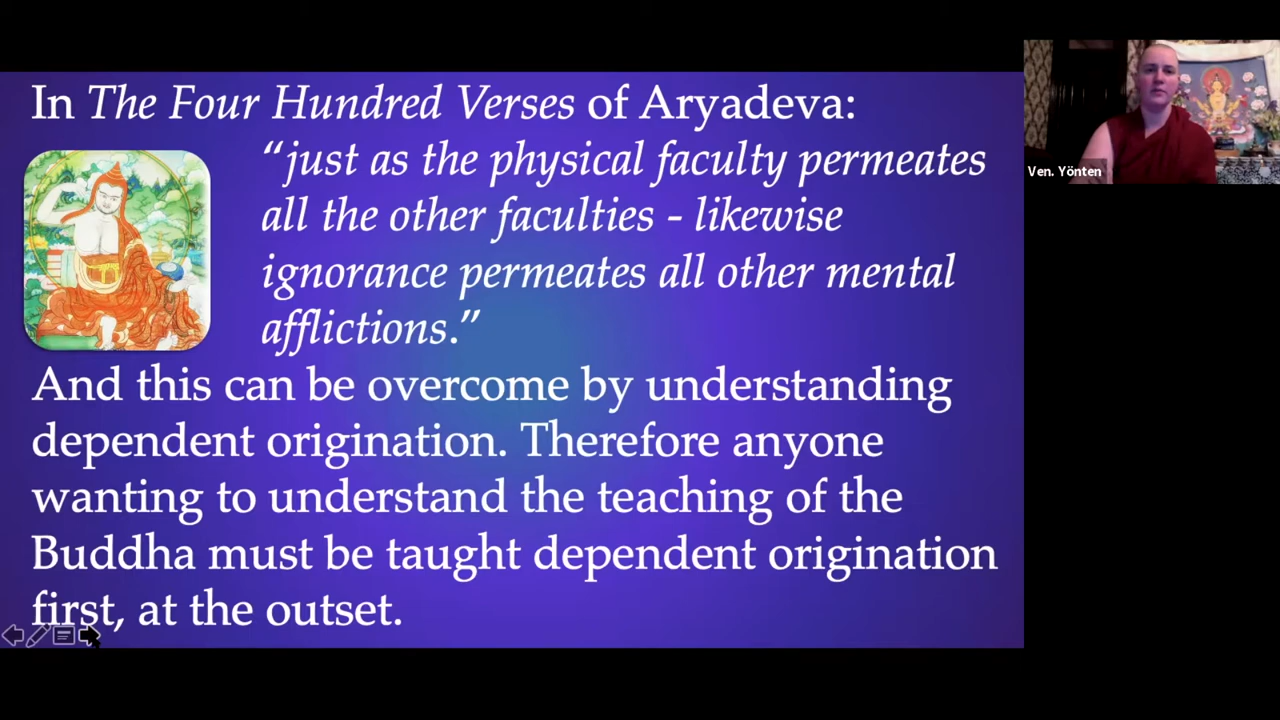 In The Four Hundred Verses of Aryadeva:
“just as the physical faculty permeates
all the other faculties - likewise
ignorance permeates all other mental
afflictions.”
And this can be overcome by understanding
dependent origination. Therefore anyone
wanting to understand the teaching of the
Buddha must be taught dependent origination
first, at the outset.
Ven. Yönten